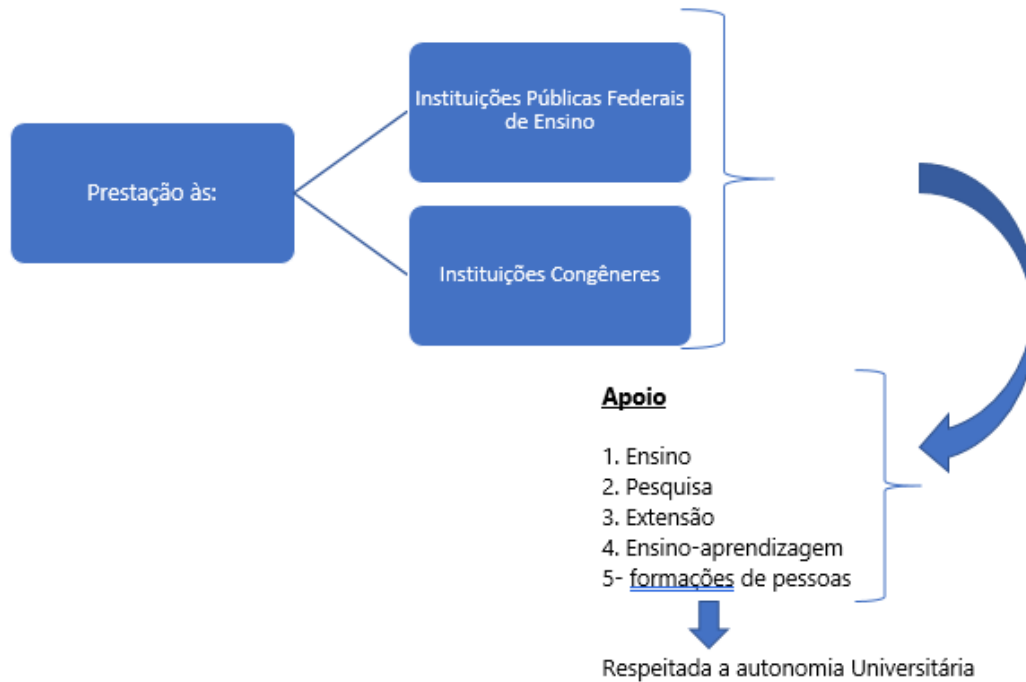 Instituições Públicas Federais
de Ensino
Prestação às:
Instituições Congêneres
Apoio
1. Ensino
2. Pesquisa
3. Extensão
4. Ensino-aprendizagem
5- formações de pessoas
Respeitada a autonomia Universitária